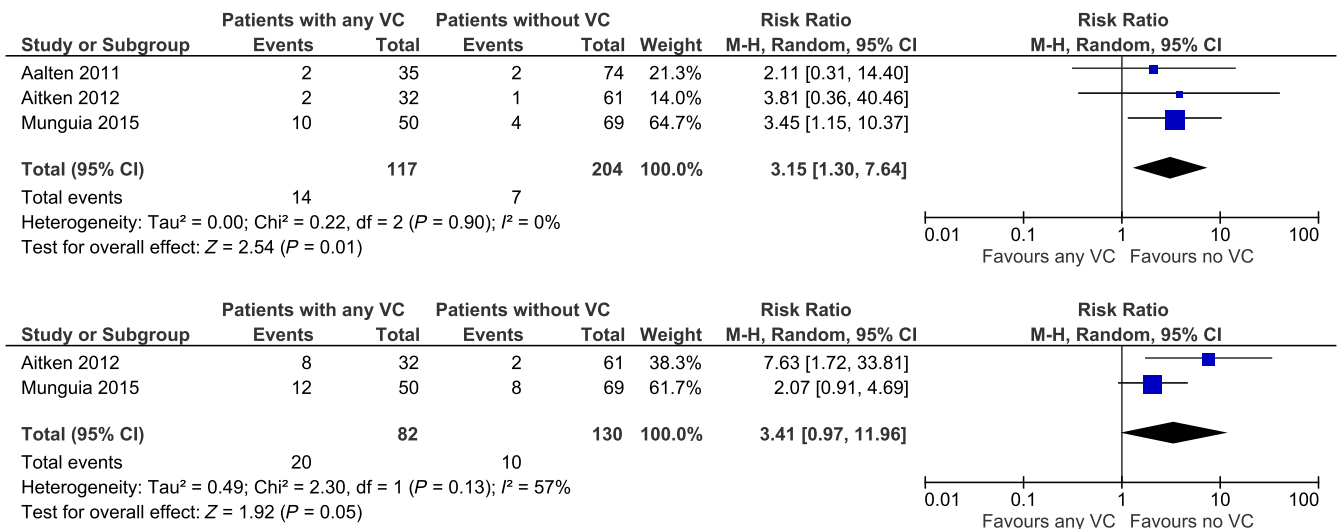 Patients with any VC Patients without VC Risk Ratio Risk Ratio
Study or Subgroup Events Total Events Total Weight M-H, Random, 95% CI M-H, Random, 95% CI
Aalten 2011 2 35 2 74 21.3% 2.11 [0.31, 14.40]
Aitken 2012 2 32 1 61 14.0% 3.81 [0.36, 40.46]
Munguia 2015 10 50 4 69 64.7% 3.45 [1.15, 10.37]
Total (95% CI) 117 204 100.0% 3.15 [1.30, 7.64]
Total events 14 7
Heterogeneity: Tau² = 0.00; Chi² = 0.22, df = 2 (P = 0.90); I² = 0%
Test for overall effect: Z = 2.54 (P = 0.01)
0.01 0.1 1 10 100
Favours any VC Favours no VC
Patients with any VC Patients without VC Risk Ratio Risk Ratio
Study or Subgroup Events Total Events Total Weight M-H, Random, 95% CI M-H, Random, 95% CI
Aitken 2012 8 32 2 61 38.3% 7.63 [1.72, 33.81]
Munguia 2015 12 50 8 69 61.7% 2.07 [0.91, 4.69]
Total (95% CI) 82 130 100.0% 3.41 [0.97, 11.96]
Total events 20 10
Heterogeneity: Tau² = 0.49; Chi² = 2.30, df = 1 (P = 0.13); I² = 57%
Test for overall effect: Z = 1.92 (P = 0.05)
0.01 0.1 1 10 100
Favours any VC Favours no VC